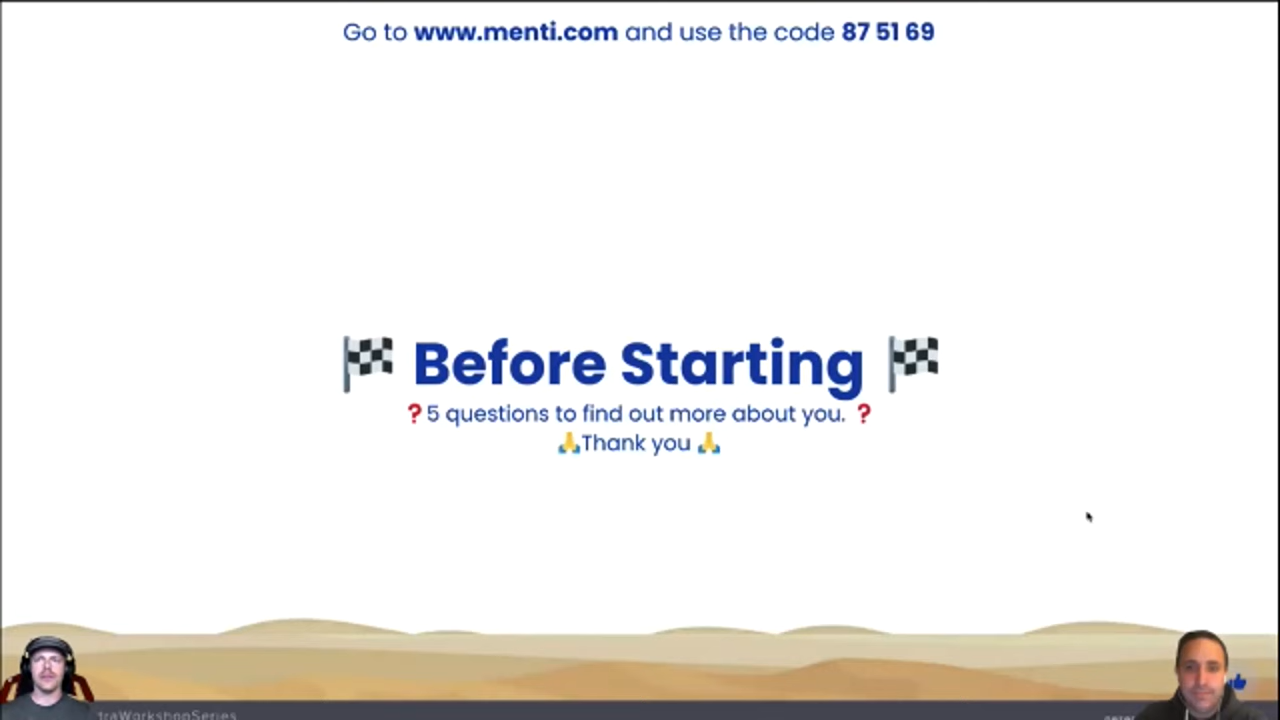 Go to www.menti.com and use the code 87 51 69
🏁 Before Starting 🏁
❓5 questions to find out more about you. ❓
🙏Thank you 🙏
traWorkshopSeries